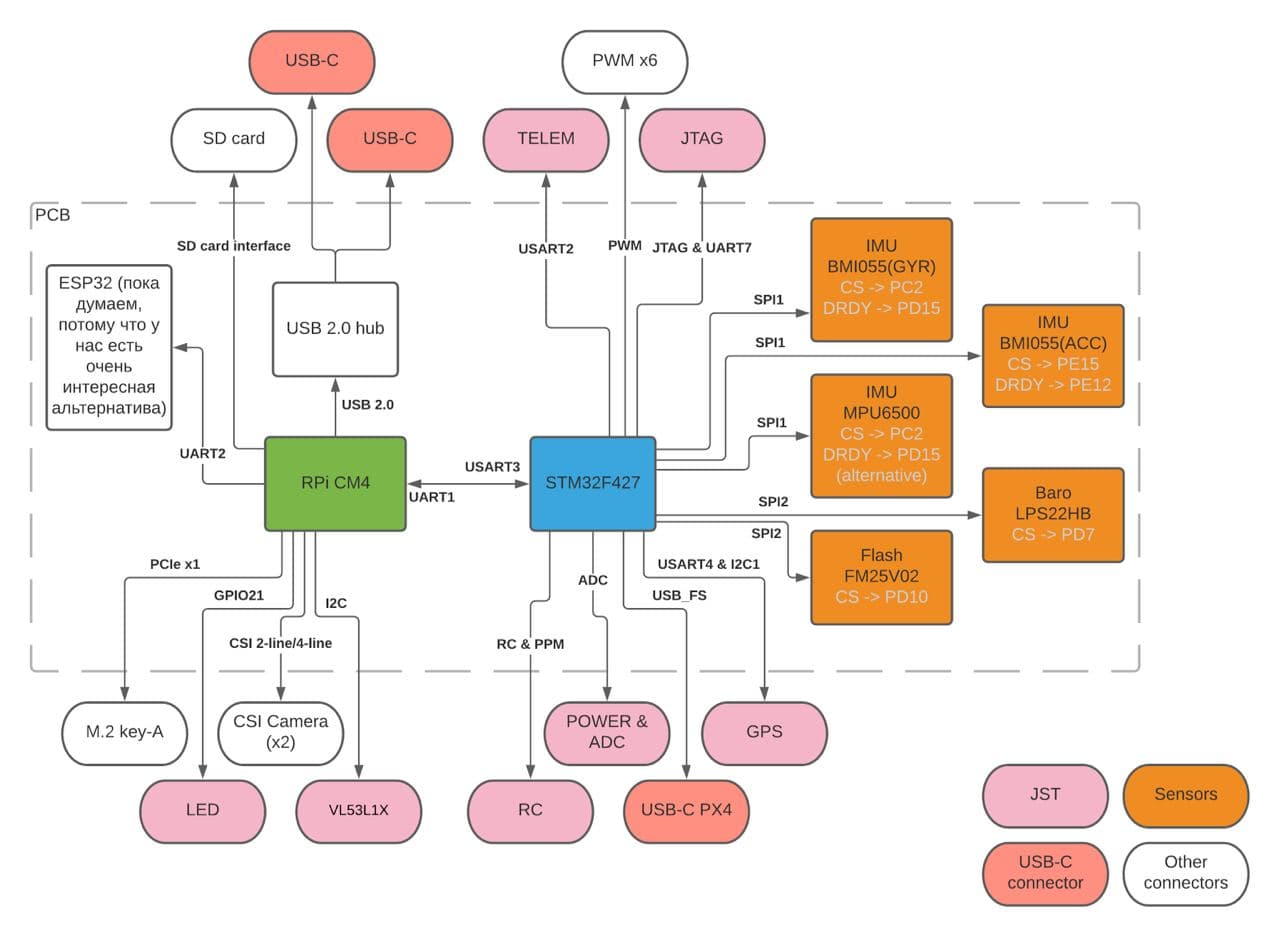 USB-C
PWM x6
SD card
USB-C
TELEM
JTAG
PCB
SD card interface
USART2
PWM
JTAG & UART7
ESP32 (пока
думаем,
потому что у
нас есть
очень
интересная
альтернатива)
USB 2.0 hub
IMU
BMI055(GYR)
CS -> PC2
DRDY -> PD15
SPI1
IMU
BMI055(ACC)
CS -> PE15
DRDY -> PE12
SPI1
IMU
MPU6500
CS -> PC2
DRDY -> PD15
(alternative)
SPI1
USB 2.0
UART2
RPi CM4
USART3
UART1
STM32F427
SPI2
Baro
LPS22HB
CS -> PD7
SPI2
Flash
FM25V02
CS -> PD10
PCIe x1
GPIO21
I2C
CSI 2-line/4-line
ADC
USART4 & I2C1
USB_FS
RC & PPM
M.2 key-A
CSI Camera
(x2)
POWER &
ADC
GPS
LED
VL53L1X
RC
USB-C PX4
JST
Sensors
USB-C
connector
Other
connectors